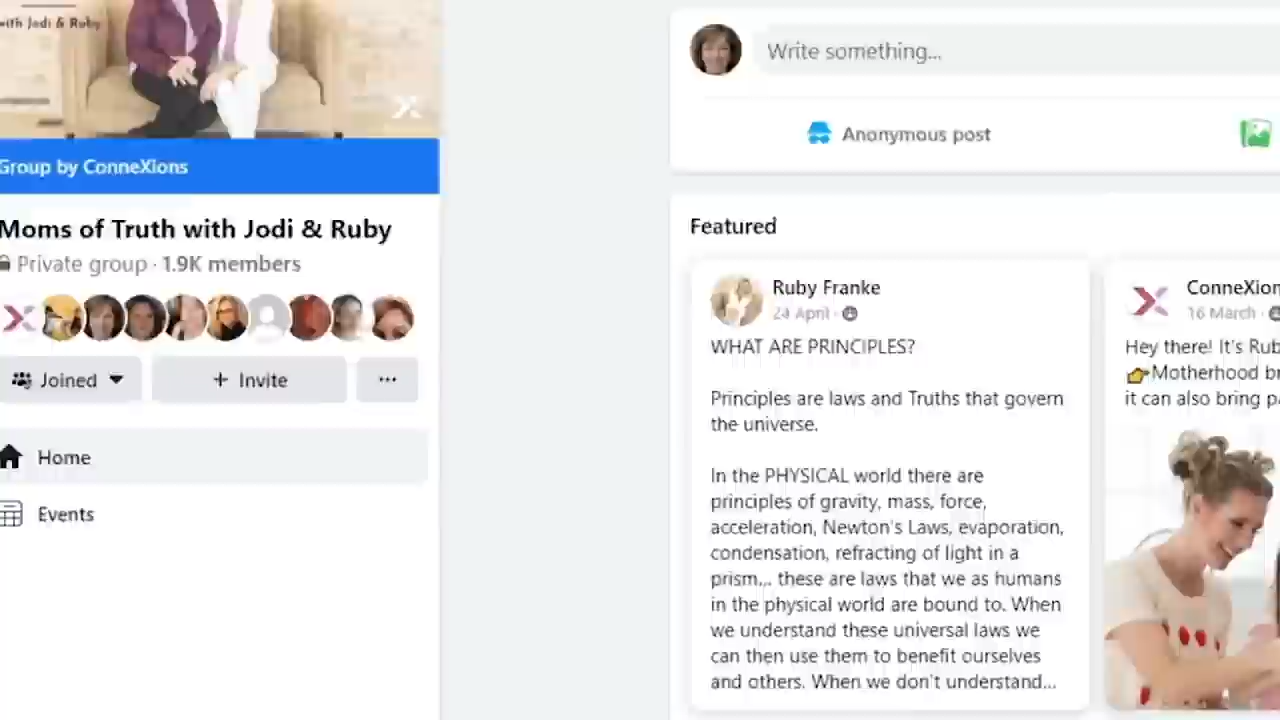 with Jodi & Ruby
Group by ConneXions
Moms of Truth with Jodi & Ruby
Private group · 1.9K members
Joined
+ Invite
Home
Events
Write something...
Anonymous post
Featured
Ruby Franke
24 April ·
WHAT ARE PRINCIPLES?
Principles are laws and Truths that govern
the universe.
In the PHYSICAL world there are
principles of gravity, mass, force,
acceleration, Newton's Laws, evaporation,
condensation, refracting of light in a
prism... these are laws that we as humans
in the physical world are bound to. When
we understand these universal laws we
can then use them to benefit ourselves
and others. When we don't understand...
ConneXion
16 March ·
Hey there! It's Rub
Motherhood br
it can also bring pa